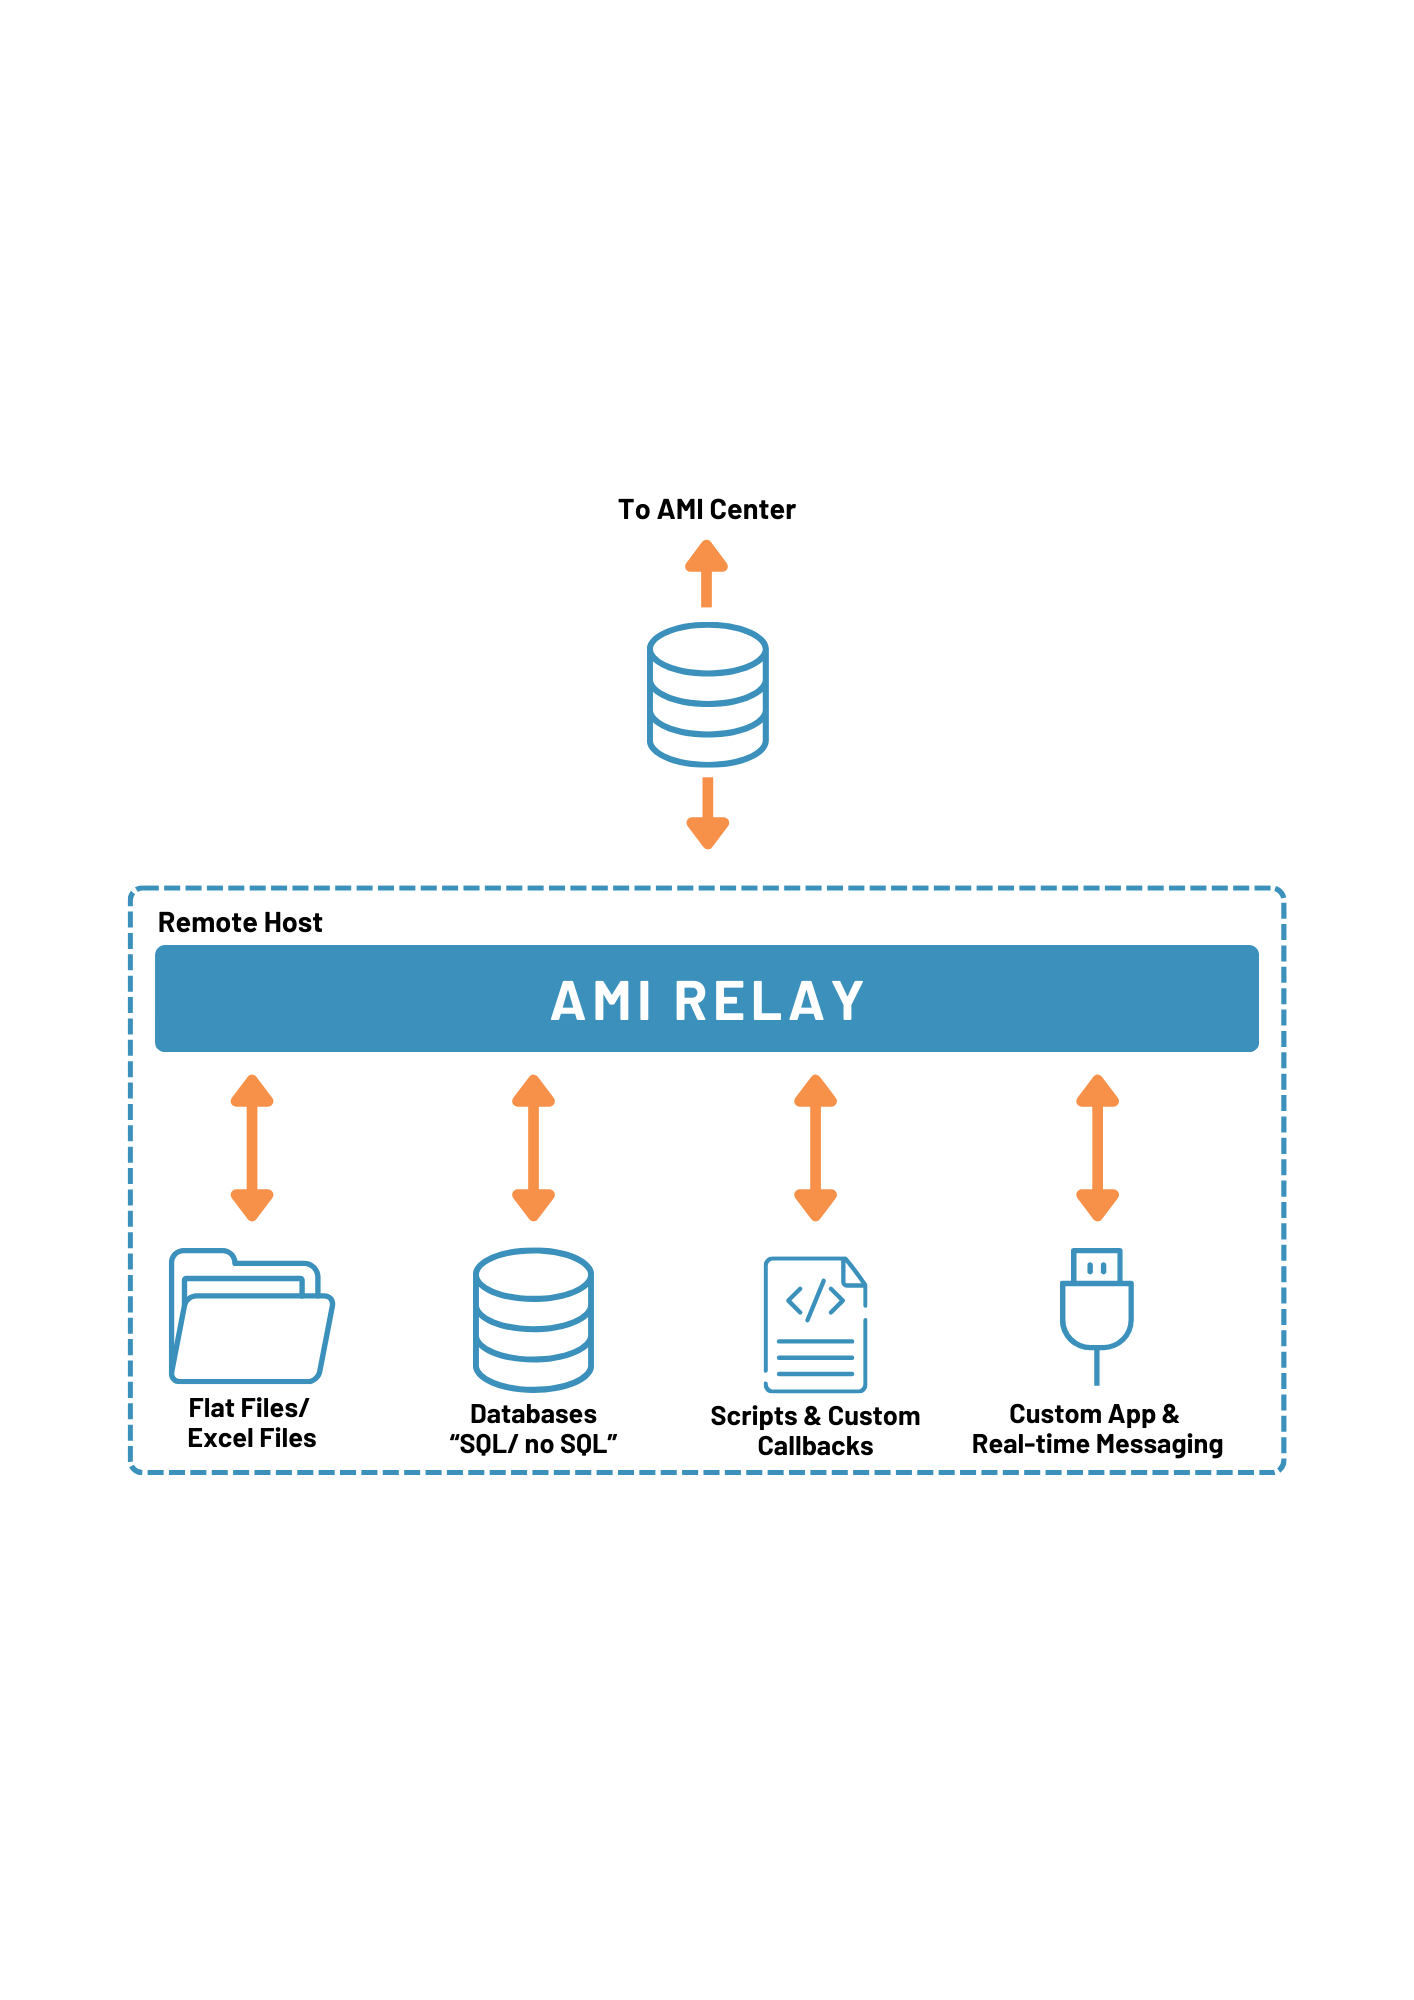 To AMI Center
Remote Host
AMI RELAY
Flat Files/
Excel Files
Databases
“SQL/ no SQL”
Scripts & Custom
Callbacks
Custom App &
Real-time Messaging